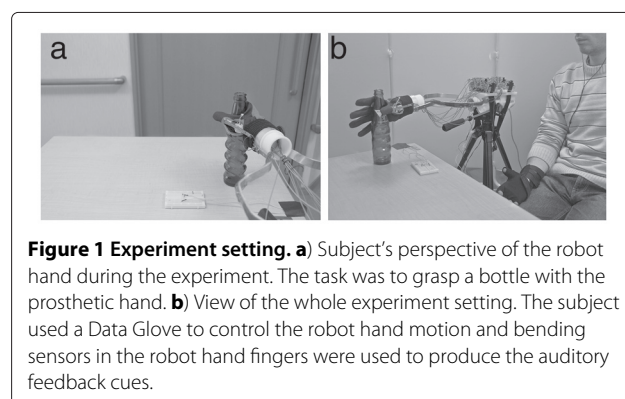 a
b
Figure 1 Experiment setting. a) Subject's perspective of the robot
hand during the experiment. The task was to grasp a bottle with the
prosthetic hand. b) View of the whole experiment setting. The subject
used a Data Glove to control the robot hand motion and bending
sensors in the robot hand fingers were used to produce the auditory
feedback cues.